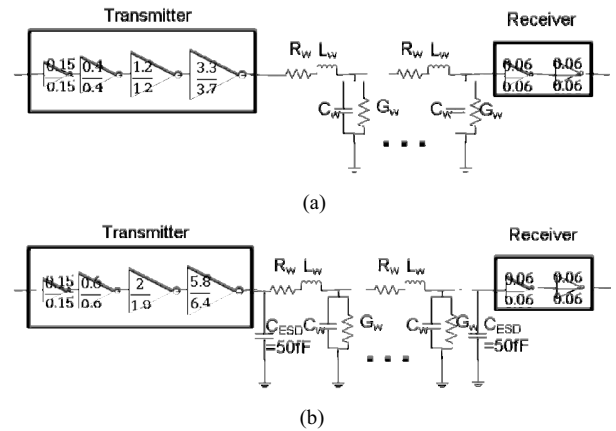 Transmitter
Receiver
0.15 0.4 1.2 3.3
0.15 0.4 1.2 3.7
Rw Lw Rw Lw
0.06 0.06
0.06 0.06
Cw Gw Cw Gw
(a)
Transmitter
Receiver
0.15 0.6 2 5.8
0.15 0.6 1.9 6.4
Rw Lw Rw Lw
0.06 0.06
0.06 0.06
CESD Cw Gw Cw Gw CESD
=50fF =50fF
(b)